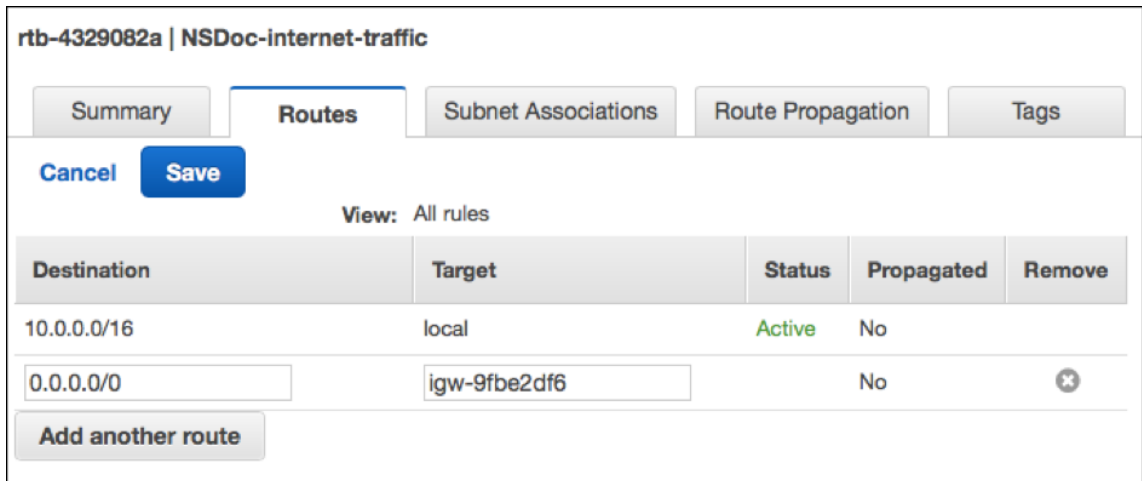 rtb-4329082a | NSDoc-internet-traffic
Summary Routes Subnet Associations Route Propagation Tags
Cancel Save
View: All rules
Destination Target Status Propagated Remove
10.0.0.0/16 local Active No
0.0.0.0/0 igw-9fbe2df6 No
Add another route